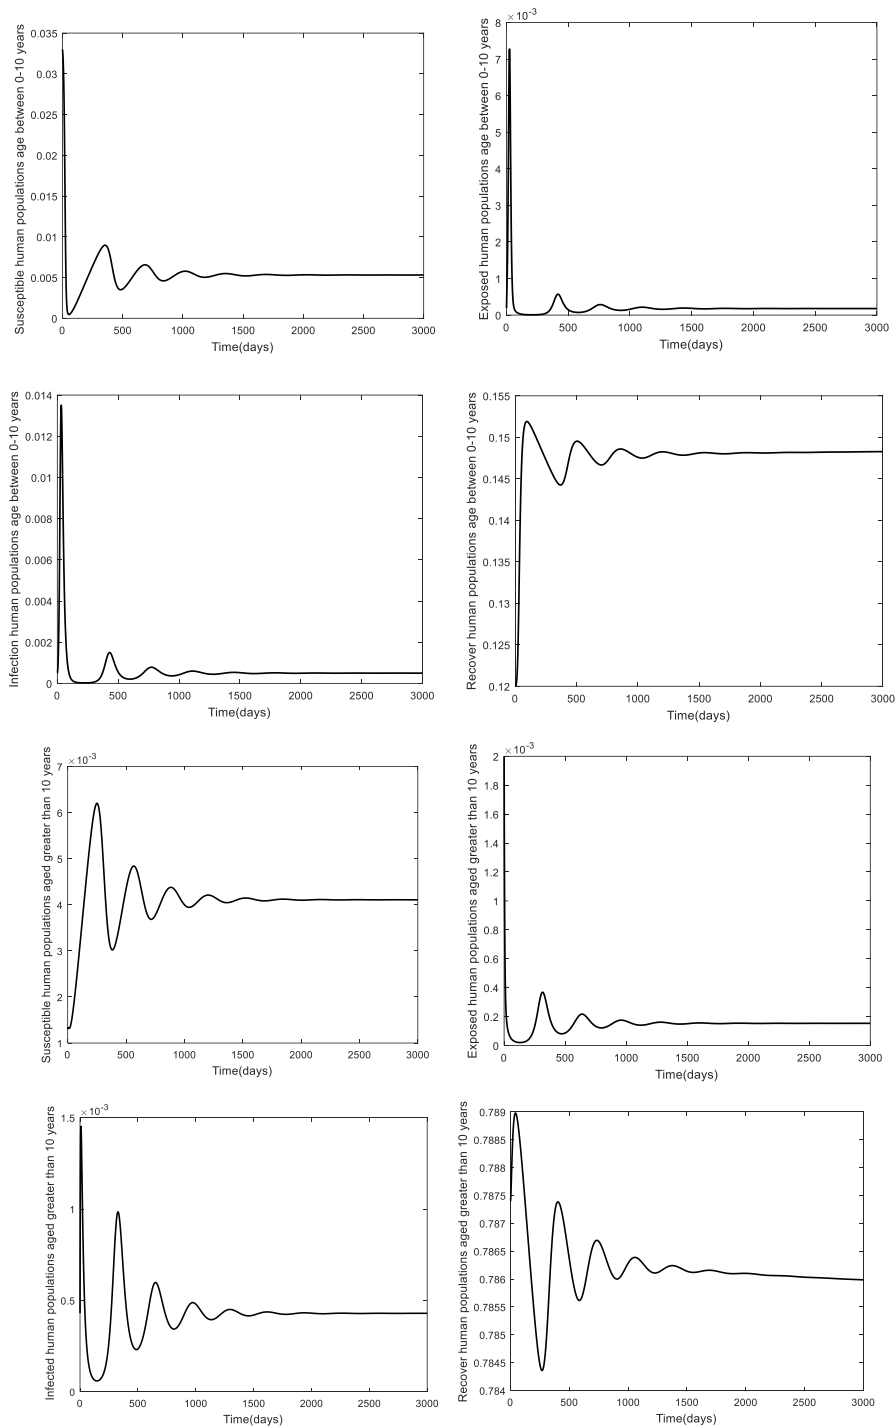 Susceptible human populations age between 0-10 years
0.035
0.03
0.025
0.02
0.015
0.01
0.005
0
0 500 1000 1500 2000 2500 3000
Time(days)
Exposed human populations age between 0-10 years
×10⁻³
8
7
6
5
4
3
2
1
0
0 500 1000 1500 2000 2500 3000
Time(days)
Infection human populations age between 0-10 years
0.014
0.012
0.01
0.008
0.006
0.004
0.002
0
0 500 1000 1500 2000 2500 3000
Time(days)
Recover human populations age between 0-10 years
0.155
0.15
0.145
0.14
0.135
0.13
0.125
0.12
0 500 1000 1500 2000 2500 3000
Time(days)
Susceptible human populations aged greater than 10 years
×10⁻³
7
6
5
4
3
2
1
0 500 1000 1500 2000 2500 3000
Time(days)
Exposed human populations aged greater than 10 years
×10⁻³
2
1.8
1.6
1.4
1.2
1
0.8
0.6
0.4
0.2
0
0 500 1000 1500 2000 2500 3000
Time(days)
Infected human populations aged greater than 10 years
×10⁻³
1.5
1
0.5
0
0 500 1000 1500 2000 2500 3000
Time(days)
Recover human populations aged greater than 10 years
0.789
0.7885
0.788
0.7875
0.787
0.7865
0.786
0.7855
0.785
0.7845
0.784
0 500 1000 1500 2000 2500 3000
Time(days)